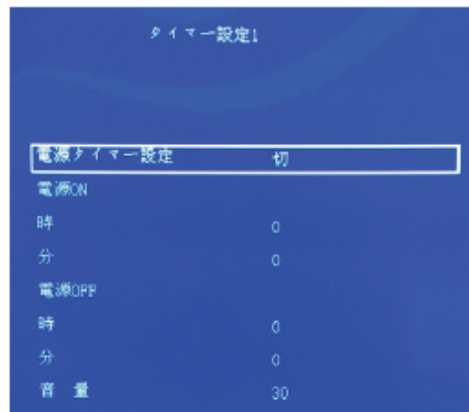 タイマー設定1
電源タイマー設定 切
電源ON
時 0
分 0
電源OFF
時 0
分 0
音 量 30